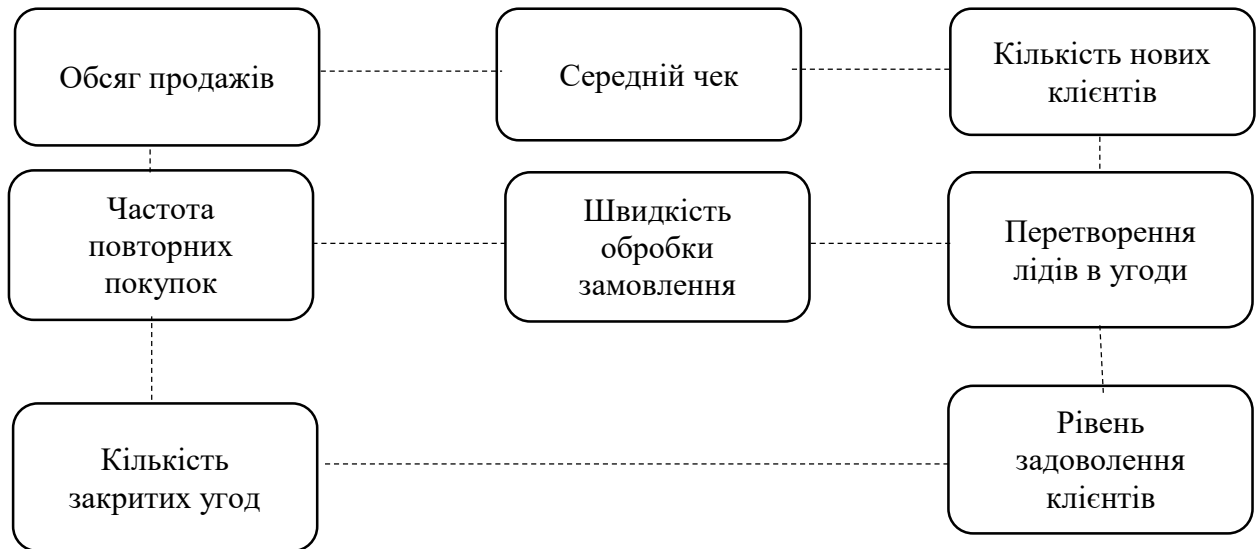 Обсяг продажів
Середній чек
Кількість нових
клієнтів
Частота
повторних
покупок
Швидкість
обробки
замовлення
Перетворення
лідів в угоди
Кількість
закритих угод
Рівень
задоволення
клієнтів